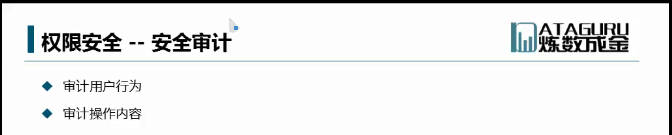 权限安全 -- 安全审计
ATAGURU
炼数成金
◆ 审计用户行为
◆ 审计操作内容